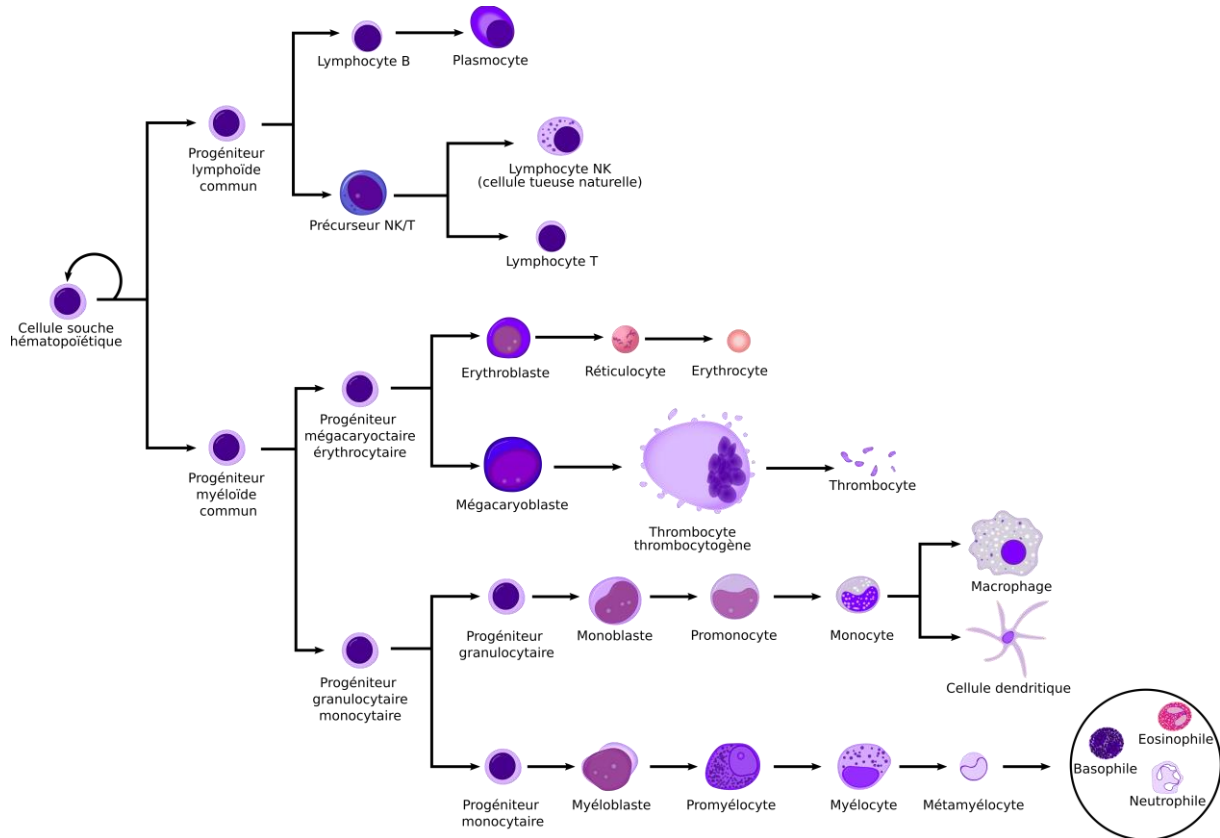 Lymphocyte B
Plasmocyte
Progéniteur
lymphoïde
commun
Lymphocyte NK
(cellule tueuse naturelle)
Précurseur NK/T
Lymphocyte T
Cellule souche
hématopoïétique
Erythroblaste
Réticulocyte
Erythrocyte
Progéniteur
mégacaryoctaire
érythrocytaire
Progéniteur
myéloïde
commun
Mégacaryoblaste
Thrombocyte
thrombocytogène
Thrombocyte
Macrophage
Progéniteur
granulocytaire
Monoblaste
Promonocyte
Monocyte
Cellule dendritique
Progéniteur
granulocytaire
monocytaire
Eosinophile
Basophile
Neutrophile
Progéniteur
monocytaire
Myéloblaste
Promyélocyte
Myélocyte
Métamyélocyte